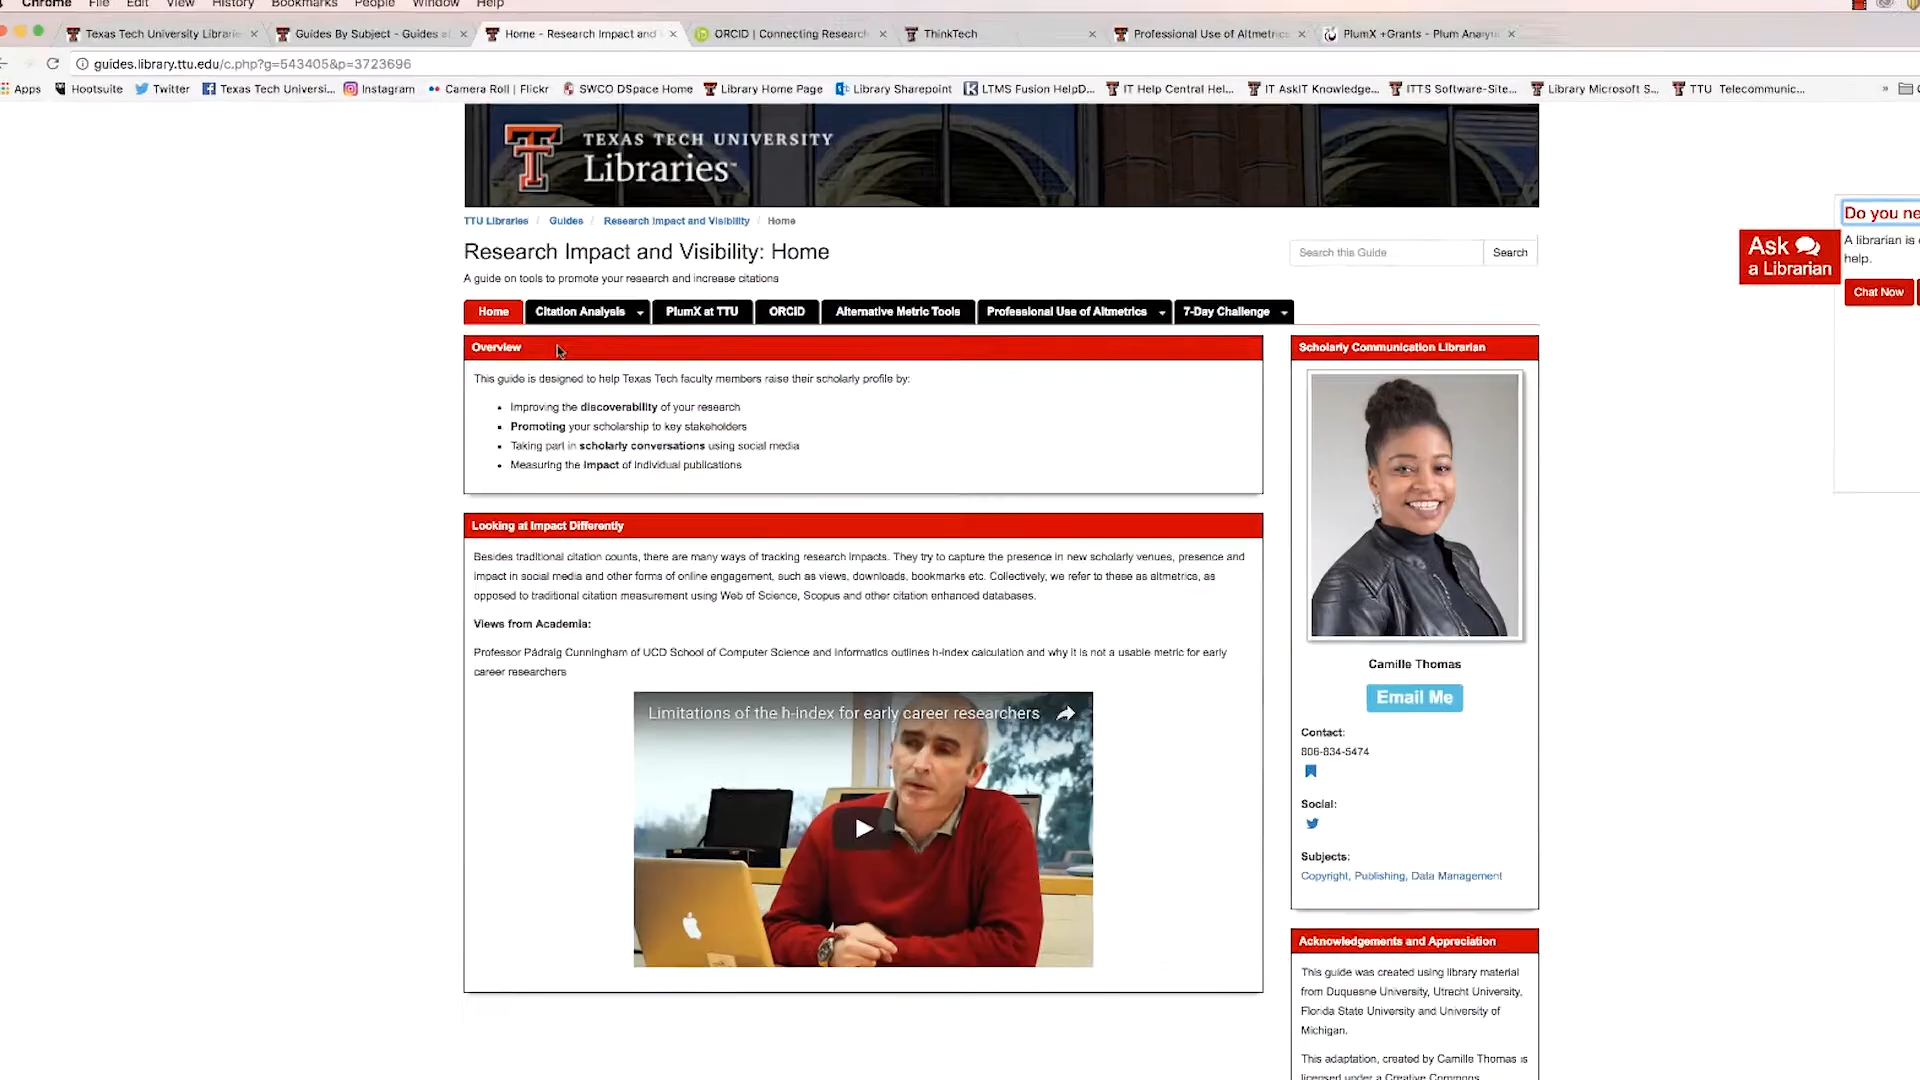 Chrome File Edit View History Bookmarks People Window Help
Texas Tech University Librarie Guides By Subject - Guides a Home - Research Impact and ORCID | Connecting Research ThinkTech Professional Use of Altmetrics PlumX +Grants - Plum Analyti
guides.library.ttu.edu/c.php?g=543405&p=3723696
Apps Hootsuite Twitter Texas Tech Universi... Instagram Camera Roll | Flickr SWCO DSpace Home Library Home Page Library Sharepoint LTMS Fusion HelpD... IT Help Central Hel... IT AskIT Knowledge... ITTS Software-Site... Library Microsoft S... TTU Telecommunic... »
TEXAS TECH UNIVERSITY
Libraries™
TTU Libraries / Guides / Research Impact and Visibility / Home
Research Impact and Visibility: Home
A guide on tools to promote your research and increase citations
Search this Guide Search
Home Citation Analysis PlumX at TTU ORCID Alternative Metric Tools Professional Use of Altmetrics 7-Day Challenge
Overview
This guide is designed to help Texas Tech faculty members raise their scholarly profile by:
• Improving the discoverability of your research
• Promoting your scholarship to key stakeholders
• Taking part in scholarly conversations using social media
• Measuring the impact of individual publications
Looking at Impact Differently
Besides traditional citation counts, there are many ways of tracking research impacts. They try to capture the presence in new scholarly venues, presence and
impact in social media and other forms of online engagement, such as views, downloads, bookmarks etc. Collectively, we refer to these as altmetrics, as
opposed to traditional citation measurement using Web of Science, Scopus and other citation enhanced databases.
Views from Academia:
Professor Pádraig Cunningham of UCD School of Computer Science and Informatics outlines h-index calculation and why it is not a usable metric for early
career researchers
Limitations of the h-index for early career researchers
Scholarly Communication Librarian
Camille Thomas
Email Me
Contact:
806-834-5474
Social:
Subjects:
Copyright, Publishing, Data Management
Acknowledgements and Appreciation
This guide was created using library material
from Duquesne University, Utrecht University,
Florida State University and University of
Michigan.
This adaptation, created by Camille Thomas is
licensed under a Creative Commons
Ask
a Librarian
Do you ne
A librarian is
help.
Chat Now